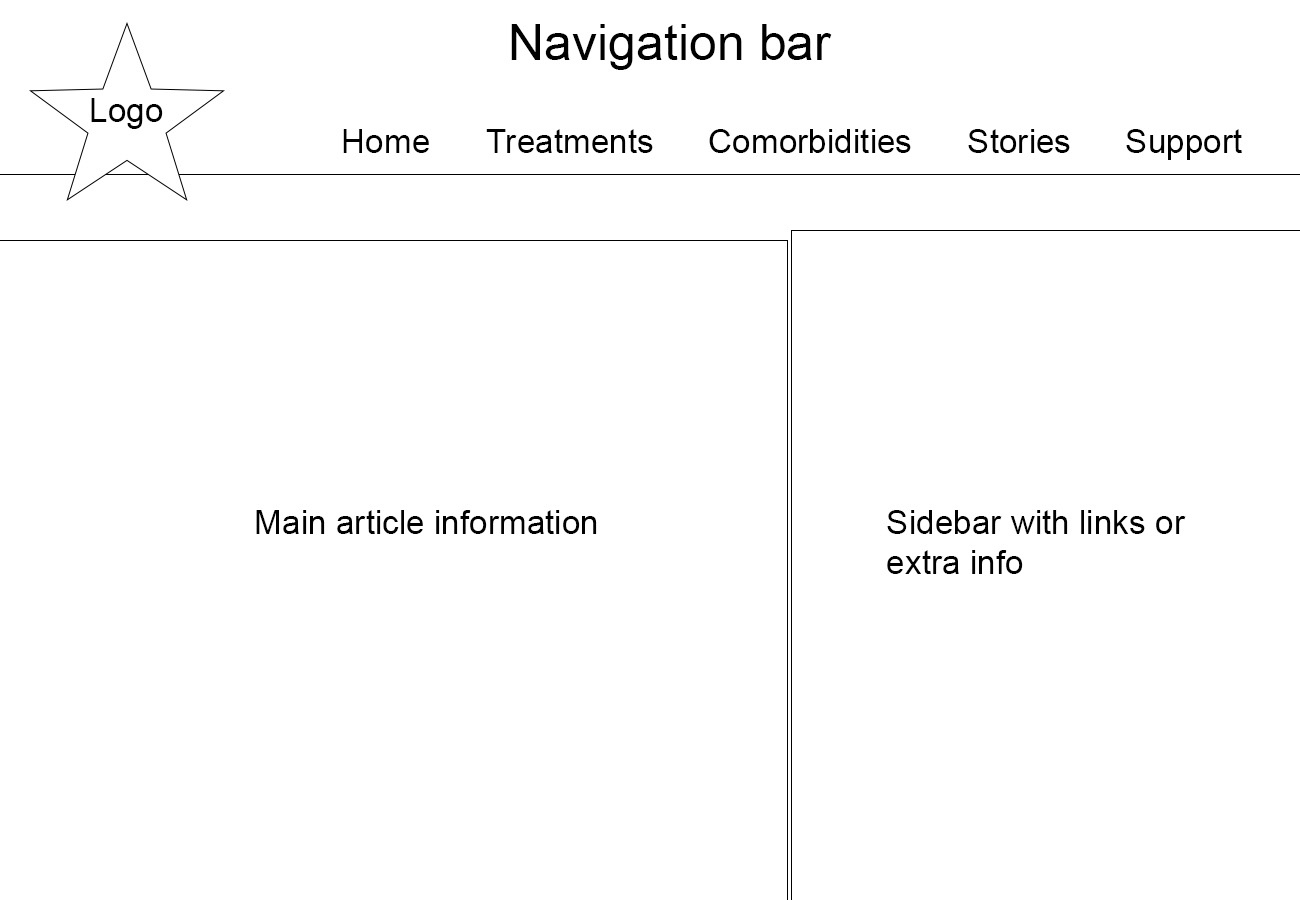 Navigation bar
Logo
Home Treatments Comorbidities Stories Support
Main article information
Sidebar with links or
extra info